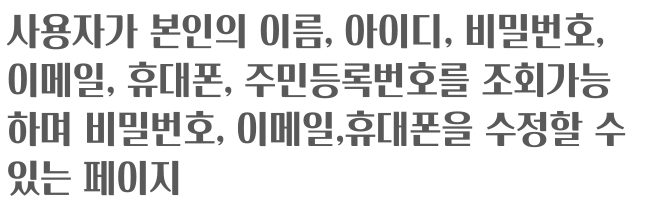 사용자가 본인의 이름, 아이디, 비밀번호,
이메일, 휴대폰, 주민등록번호를 조회가능
하며 비밀번호, 이메일,휴대폰을 수정할 수
있는 페이지